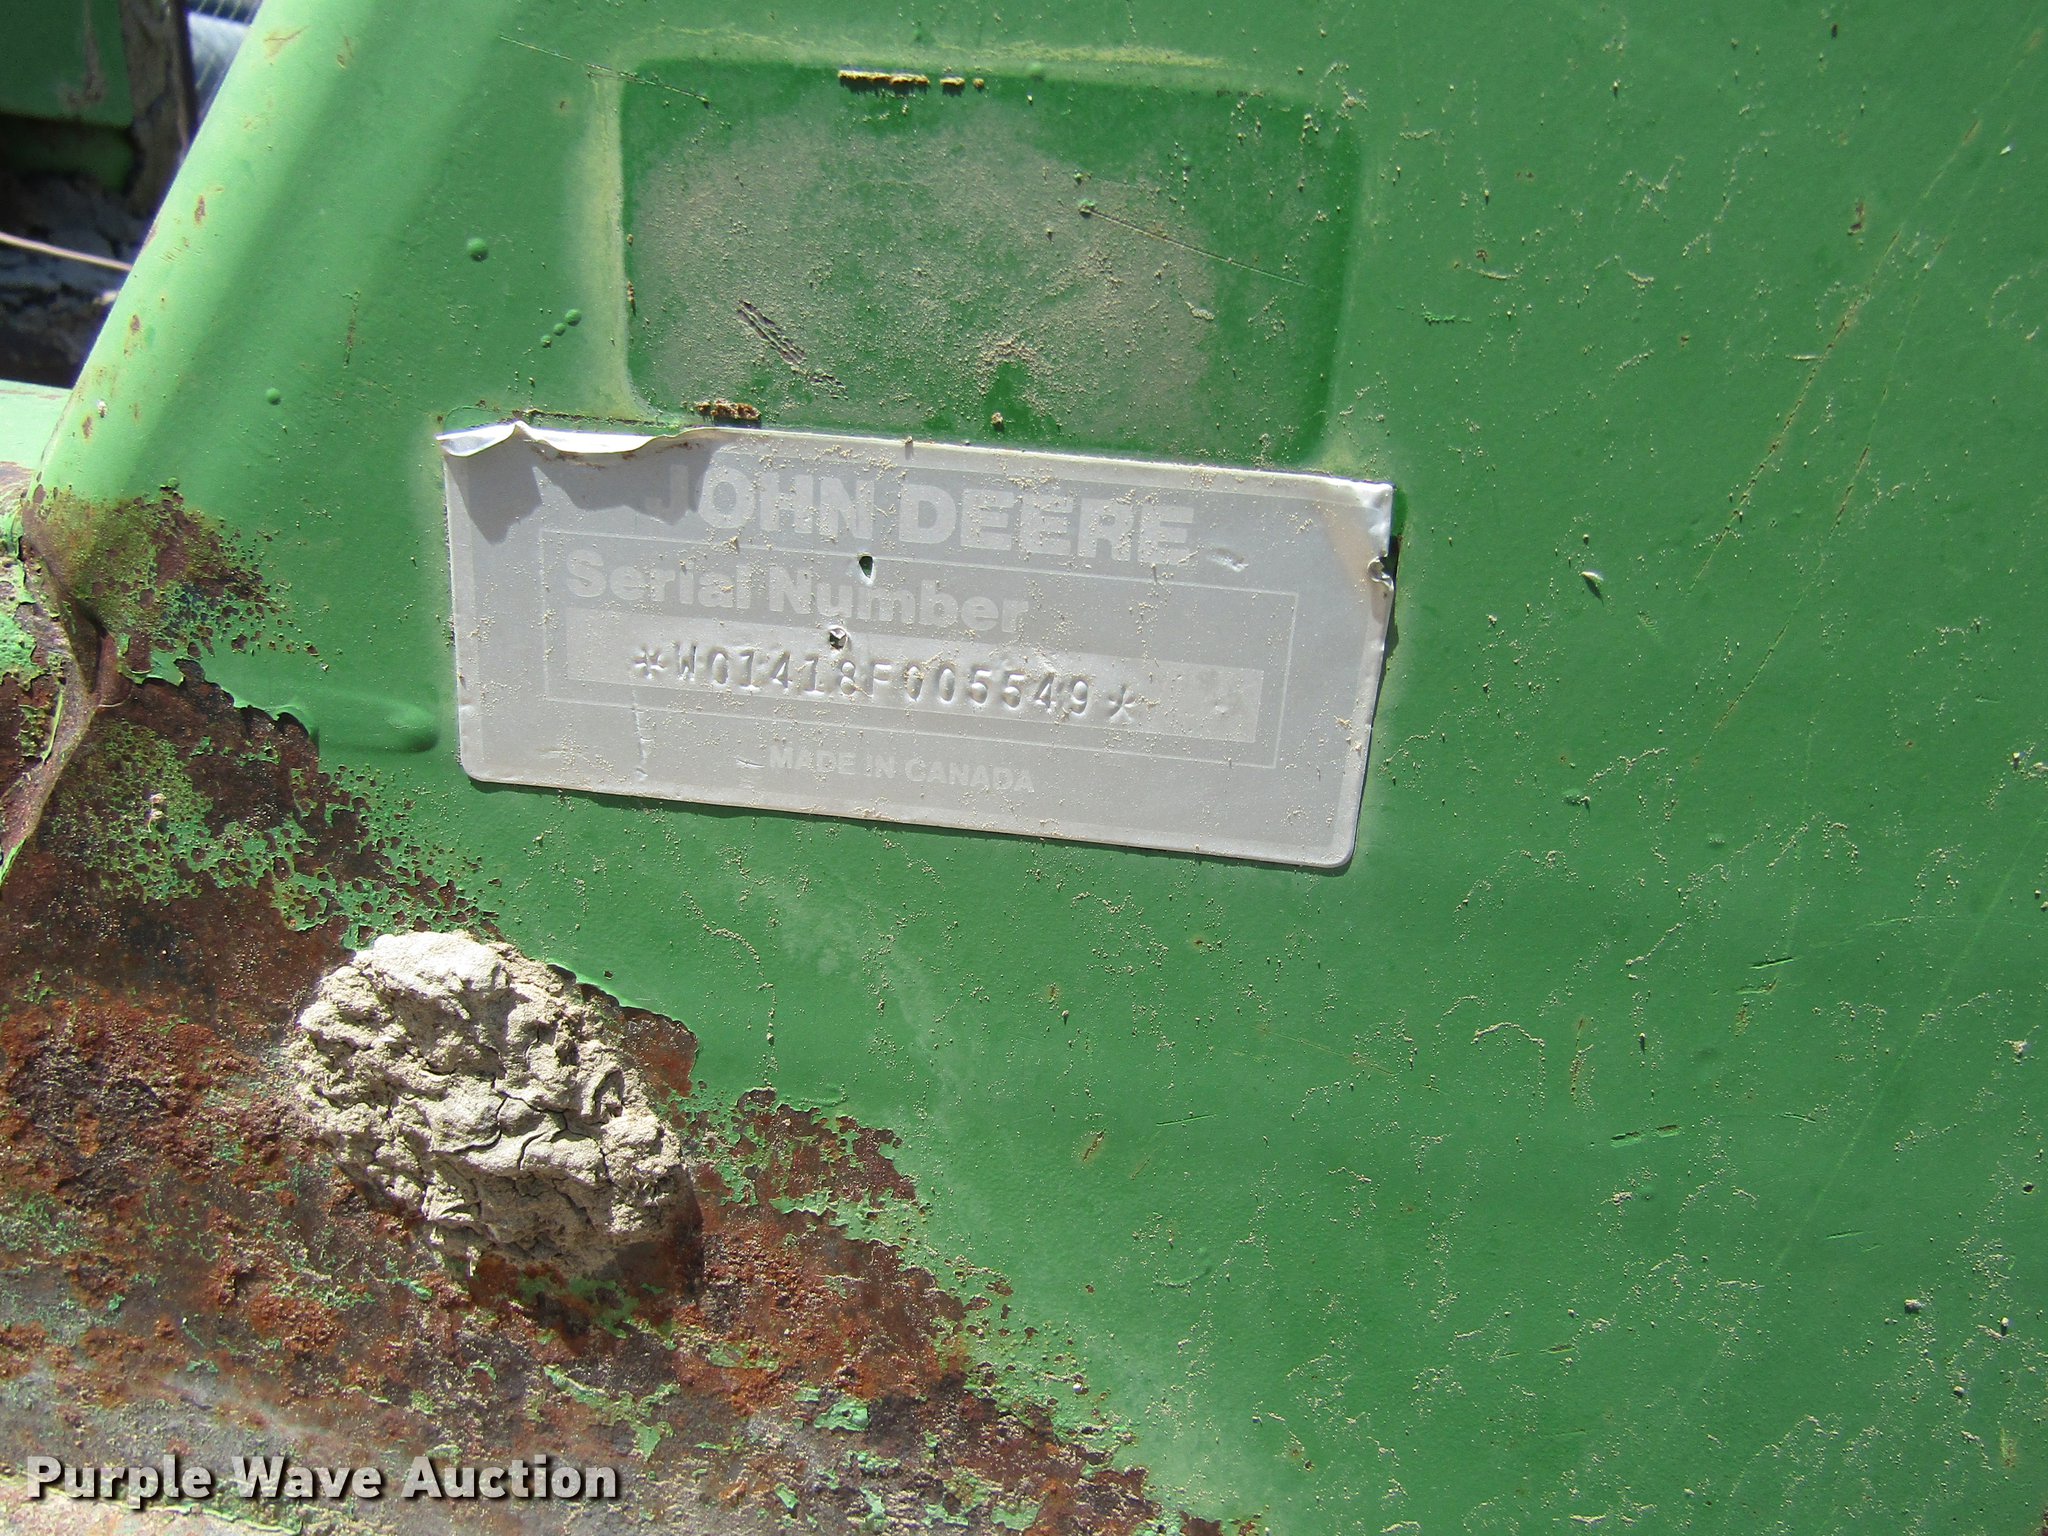 JOHN DEERE
Serial Number
*W01418F005549*
MADE IN CANADA
Purple Wave Auction